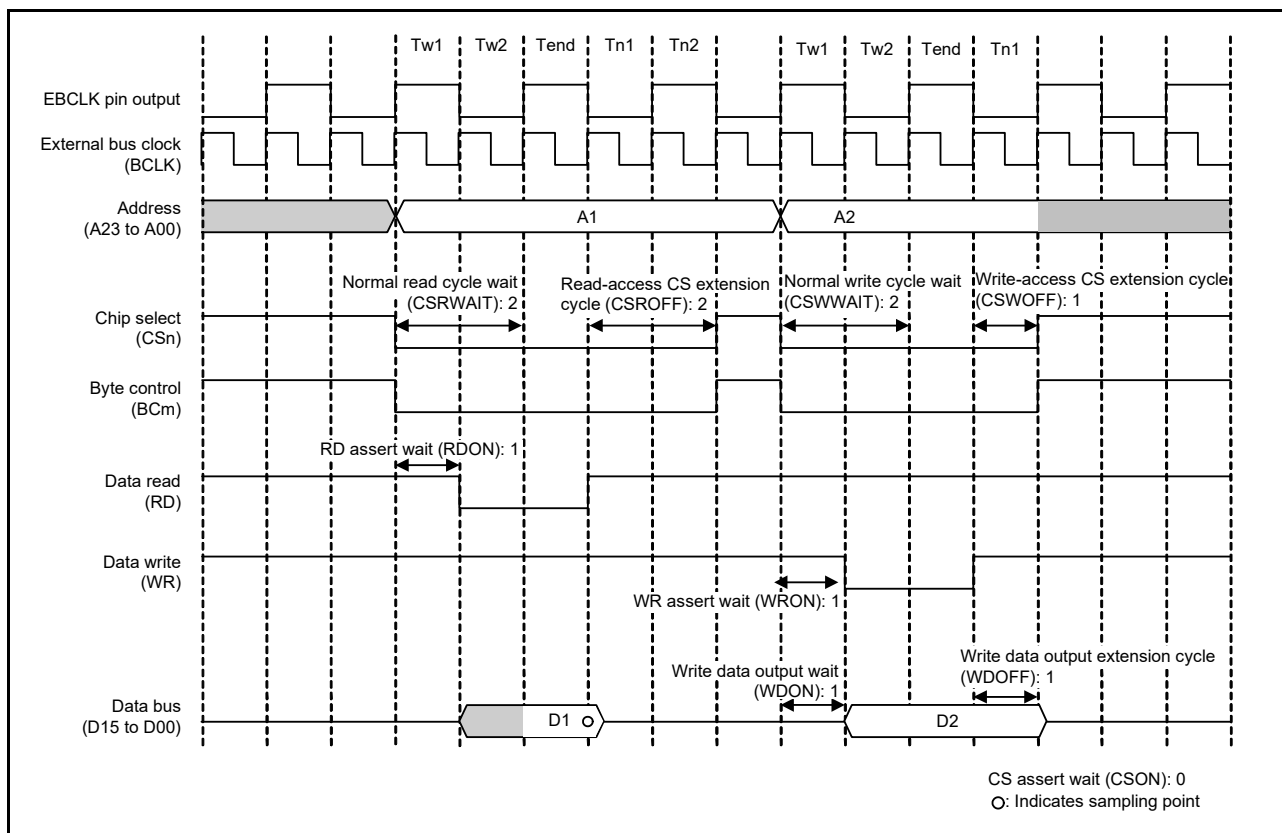 Tw1 Tw2 Tend Tn1 Tn2 Tw1 Tw2 Tend Tn1
EBCLK pin output
External bus clock
(BCLK)
Address
(A23 to A00)
A1 A2
Normal read cycle wait
(CSRWAIT): 2
Read-access CS extension
cycle (CSROFF): 2
Normal write cycle wait
(CSWWAIT): 2
Write-access CS extension cycle
(CSWOFF): 1
Chip select
(CSn)
Byte control
(BCm)
RD assert wait (RDON): 1
Data read
(RD)
Data write
(WR)
WR assert wait (WRON): 1
Write data output wait
(WDON): 1
Write data output extension cycle
(WDOFF): 1
Data bus
(D15 to D00)
D1 D2
CS assert wait (CSON): 0
: Indicates sampling point